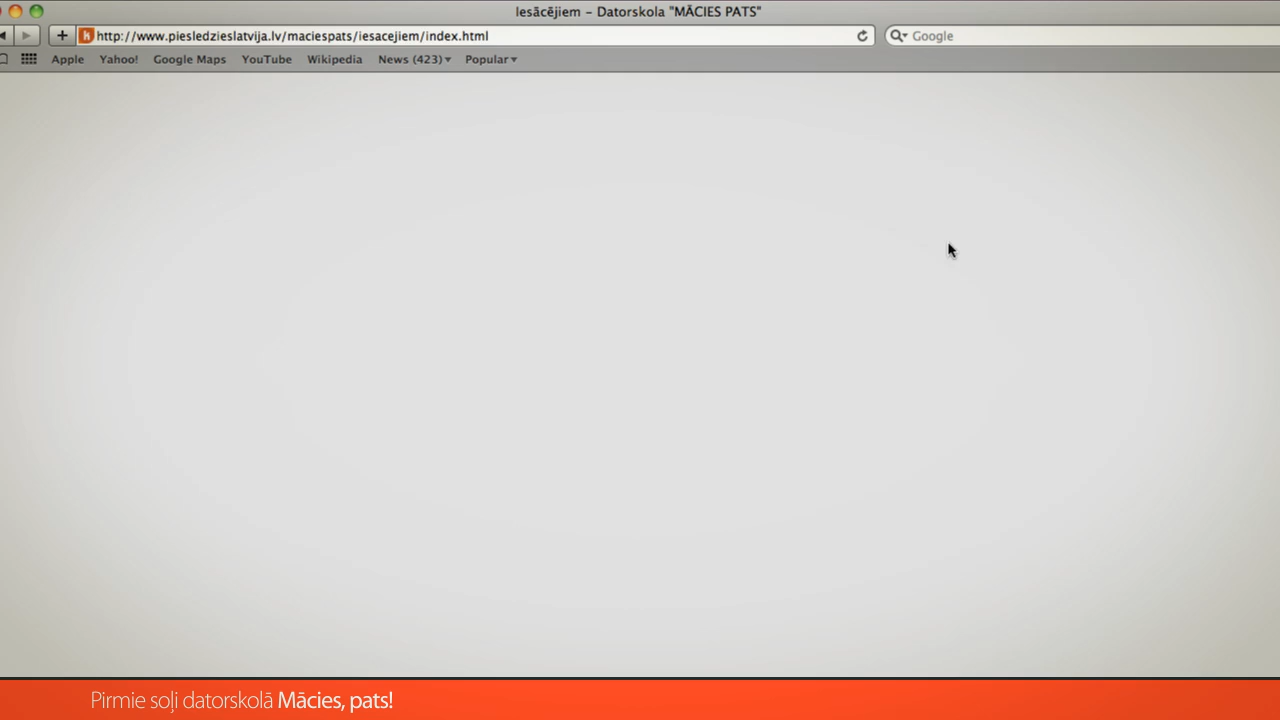 Iesācējiem – Datorskola "MĀCIES PATS"
http://www.piesledzieslatvija.lv/maciespats/iesacejiem/index.html
Google
Apple Yahoo! Google Maps YouTube Wikipedia News (423) Popular
Pirmie soļi datorskolā Mācies, pats!